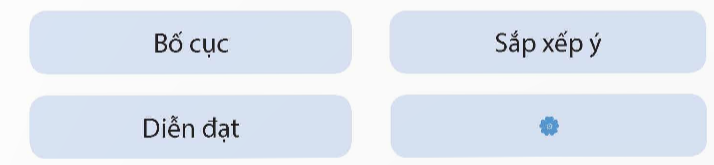 Bố cục
Sắp xếp ý
Diễn đạt